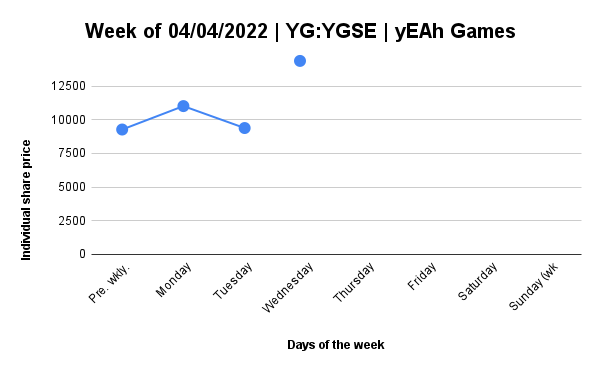 Week of 04/04/2022 | YG:YGSE | yEAh Games
12500
10000
7500
5000
2500
0
Individual share price
Pre. wkly.
Monday
Tuesday
Wednesday
Thursday
Friday
Saturday
Sunday (wk
Days of the week